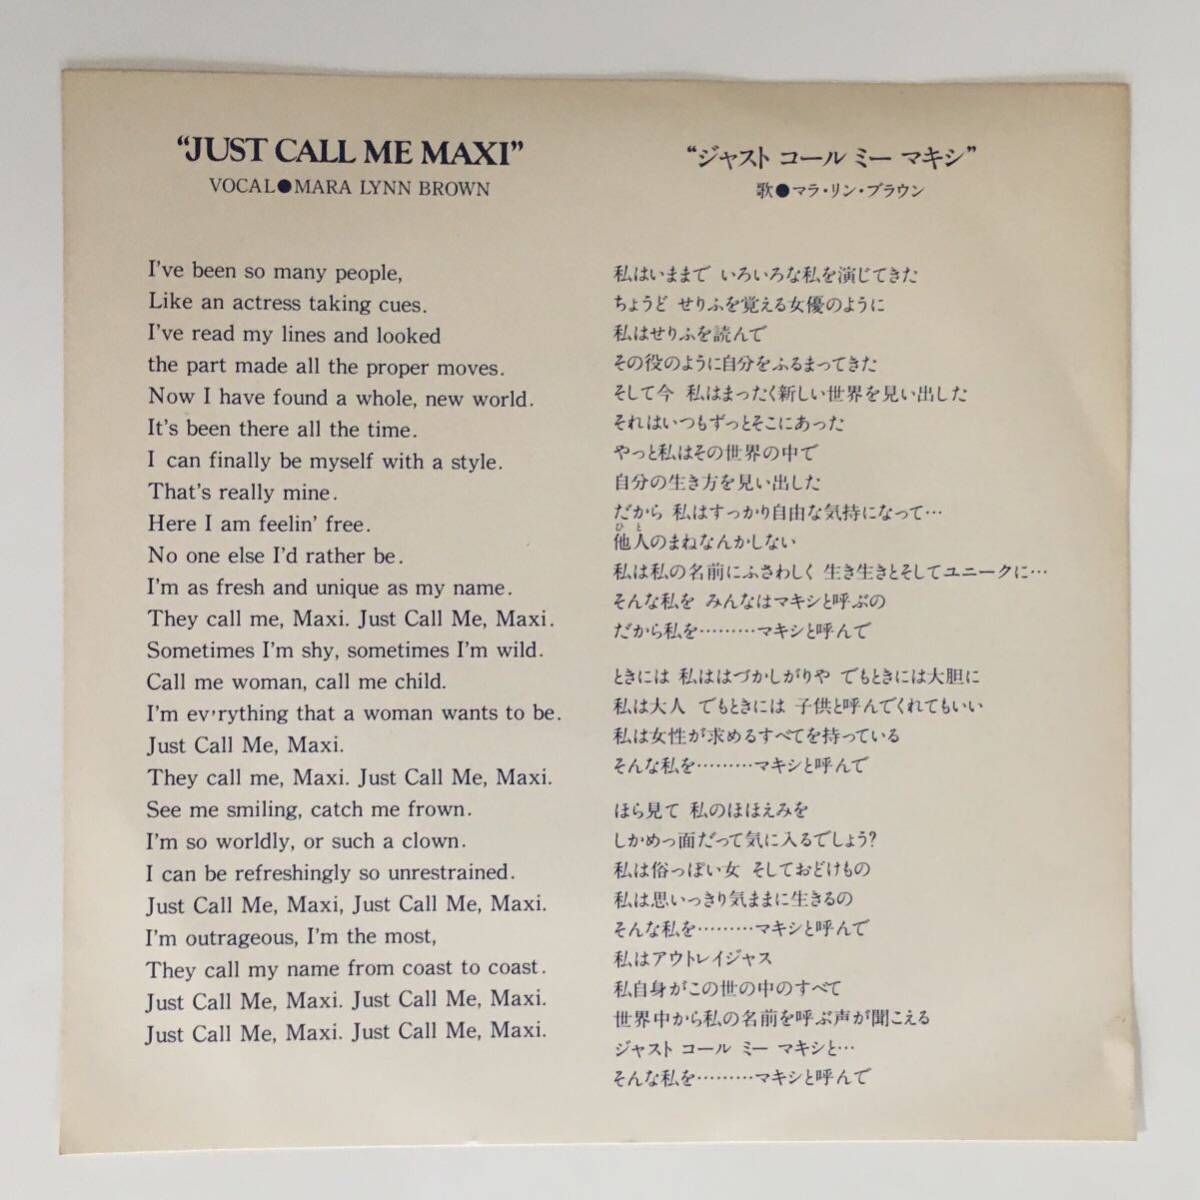 “JUST CALL ME MAXI”
VOCAL●MARA LYNN BROWN
I've been so many people,
Like an actress taking cues.
I've read my lines and looked
the part made all the proper moves.
Now I have found a whole, new world.
It's been there all the time.
I can finally be myself with a style.
That's really mine.
Here I am feelin' free.
No one else I'd rather be.
I'm as fresh and unique as my name.
They call me, Maxi. Just Call Me, Maxi.
Sometimes I'm shy, sometimes I'm wild.
Call me woman, call me child.
I'm ev'rything that a woman wants to be.
Just Call Me, Maxi.
They call me, Maxi. Just Call Me, Maxi.
See me smiling, catch me frown.
I'm so worldly, or such a clown.
I can be refreshingly so unrestrained.
Just Call Me, Maxi, Just Call Me, Maxi.
I'm outrageous, I'm the most,
They call my name from coast to coast.
Just Call Me, Maxi. Just Call Me, Maxi.
Just Call Me, Maxi. Just Call Me, Maxi.
“ジャスト コール ミー マキシ”
歌●マラ・リン・ブラウン
私はいままで いろいろな私を演じてきた
ちょうど せりふを覚える女優のように
私はせりふを読んで
その役のように自分をふるまってきた
そして今 私はまったく新しい世界を見い出した
それはいつもずっとそこにあった
やっと私はその世界の中で
自分の生き方を見い出した
だから 私はすっかり自由な気持になって…
ひと
他人のまねなんかしない
私は私の名前にふさわしく 生き生きとそしてユニークに…
そんな私を みんなはマキシと呼ぶの
だから私を………マキシと呼んで
ときには 私ははづかしがりや でもときには大胆に
私は大人 でもときには 子供と呼んでくれてもいい
私は女性が求めるすべてを持っている
そんな私を………マキシと呼んで
ほら見て 私のほほえみを
しかめっ面だって気に入るでしょう?
私は俗っぽい女 そしておどけもの
私は思いっきり気ままに生きるの
そんな私を………マキシと呼んで
私はアウトレイジャス
私自身がこの世の中のすべて
世界中から私の名前を呼ぶ声が聞こえる
ジャスト コール ミー マキシと…
そんな私を………マキシと呼んで